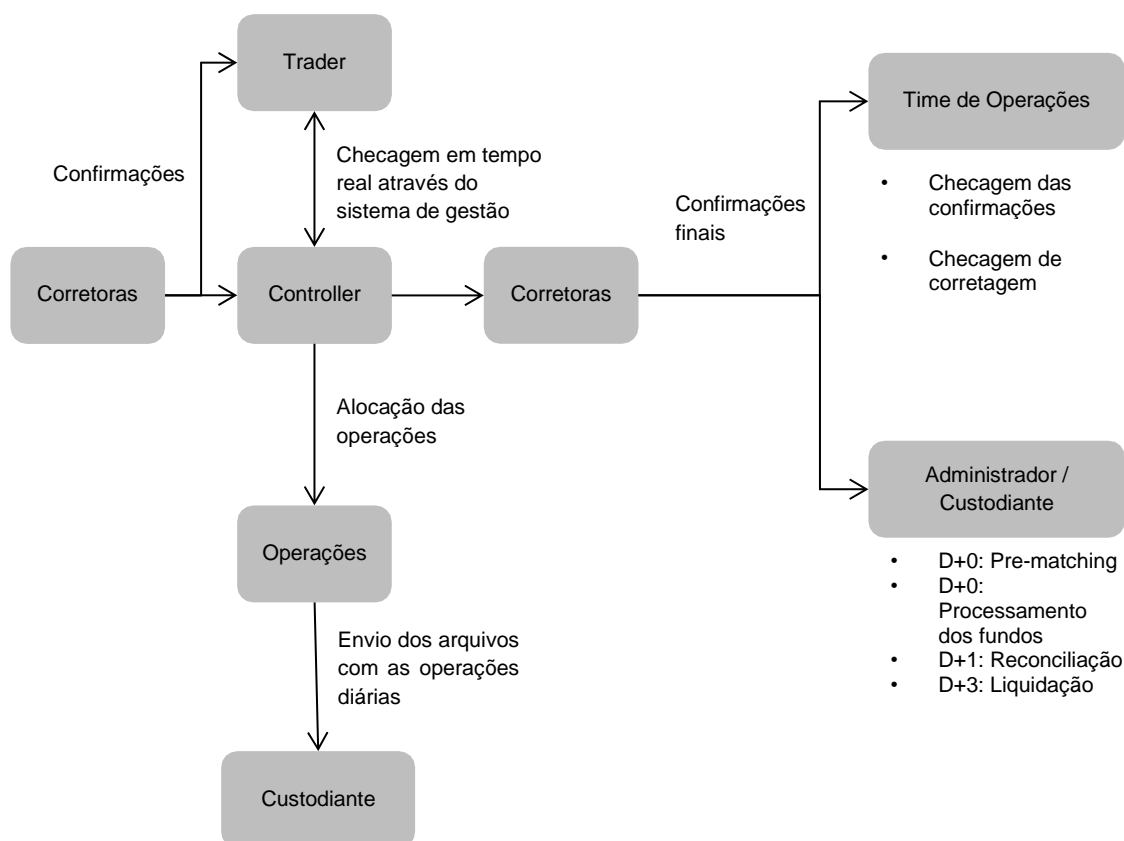 Trader
Time de Operações
Confirmações
Checagem em tempo
real através do
sistema de gestão
Confirmações
finais
• Checagem das
confirmações
• Checagem de
corretagem
Corretoras
Controller
Corretoras
Alocação das
operações
Administrador /
Custodiante
Operações
• D+0: Pre-matching
• D+0:
Processamento
dos fundos
• D+1: Reconciliação
• D+3: Liquidação
Envio dos arquivos
com as operações
diárias
Custodiante